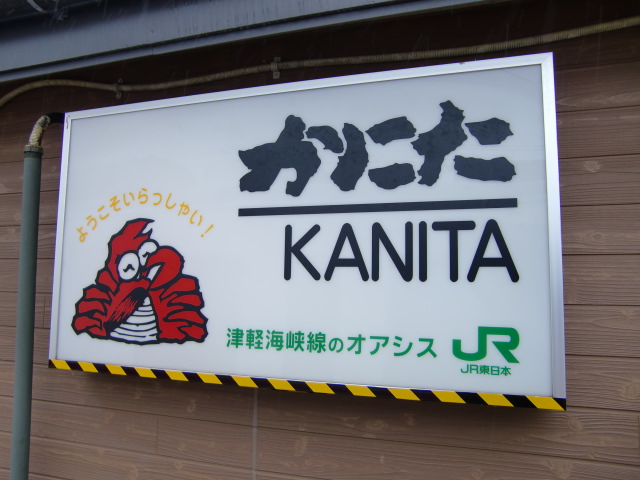 かにた
KANITA
ようこそいらっしゃい！
津軽海峡線のオアシス
JR
JR東日本